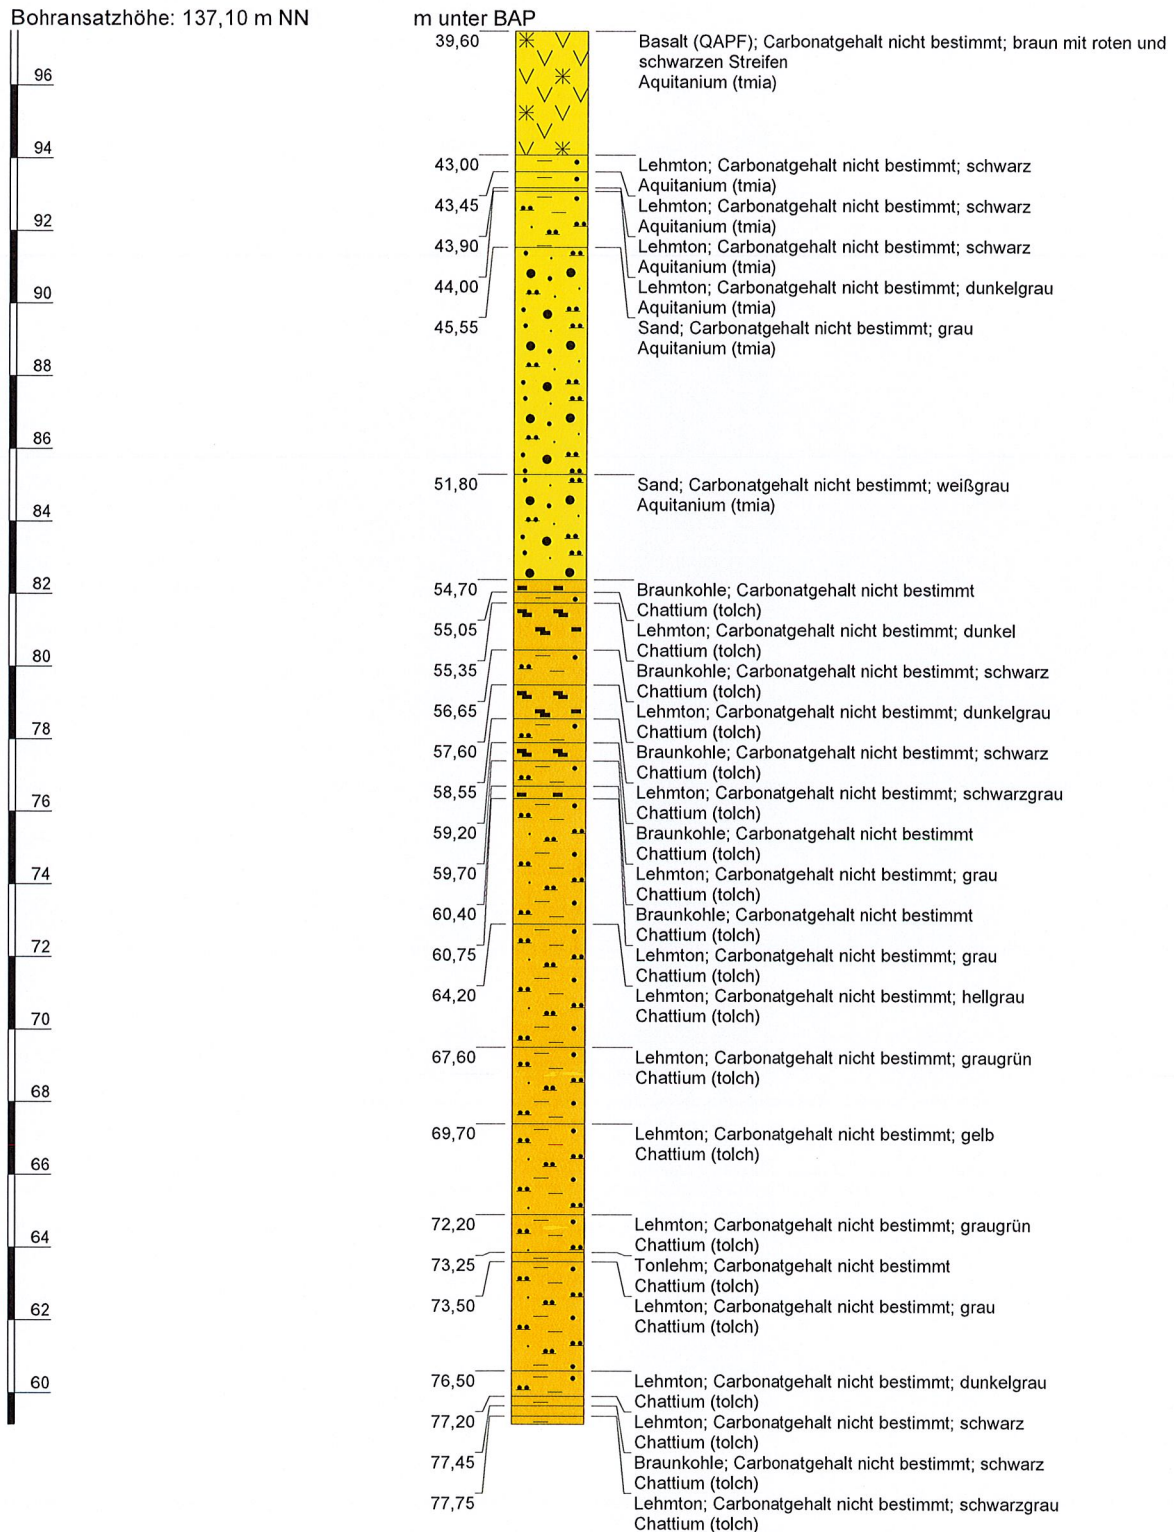 Bohransatzhöhe: 137,10 m NN
m unter BAP
39,60
Basalt (QAPF); Carbonatgehalt nicht bestimmt; braun mit roten und
schwarzen Streifen
Aquitanium (tmia)
43,00
Lehmton; Carbonatgehalt nicht bestimmt; schwarz
Aquitanium (tmia)
43,45
Lehmton; Carbonatgehalt nicht bestimmt; schwarz
Aquitanium (tmia)
43,90
Lehmton; Carbonatgehalt nicht bestimmt; schwarz
Aquitanium (tmia)
44,00
Lehmton; Carbonatgehalt nicht bestimmt; dunkelgrau
Aquitanium (tmia)
45,55
Sand; Carbonatgehalt nicht bestimmt; grau
Aquitanium (tmia)
51,80
Sand; Carbonatgehalt nicht bestimmt; weißgrau
Aquitanium (tmia)
54,70
Braunkohle; Carbonatgehalt nicht bestimmt
Chattium (tolch)
55,05
Lehmton; Carbonatgehalt nicht bestimmt; dunkel
Chattium (tolch)
55,35
Braunkohle; Carbonatgehalt nicht bestimmt; schwarz
Chattium (tolch)
56,65
Lehmton; Carbonatgehalt nicht bestimmt; dunkelgrau
Chattium (tolch)
57,60
Braunkohle; Carbonatgehalt nicht bestimmt; schwarz
Chattium (tolch)
58,55
Lehmton; Carbonatgehalt nicht bestimmt; schwarzgrau
Chattium (tolch)
59,20
Braunkohle; Carbonatgehalt nicht bestimmt
Chattium (tolch)
59,70
Lehmton; Carbonatgehalt nicht bestimmt; grau
Chattium (tolch)
60,40
Braunkohle; Carbonatgehalt nicht bestimmt
Chattium (tolch)
60,75
Lehmton; Carbonatgehalt nicht bestimmt; grau
Chattium (tolch)
64,20
Lehmton; Carbonatgehalt nicht bestimmt; hellgrau
Chattium (tolch)
67,60
Lehmton; Carbonatgehalt nicht bestimmt; graugrün
Chattium (tolch)
69,70
Lehmton; Carbonatgehalt nicht bestimmt; gelb
Chattium (tolch)
72,20
Lehmton; Carbonatgehalt nicht bestimmt; graugrün
Chattium (tolch)
73,25
Tonlehm; Carbonatgehalt nicht bestimmt
Chattium (tolch)
73,50
Lehmton; Carbonatgehalt nicht bestimmt; grau
Chattium (tolch)
76,50
Lehmton; Carbonatgehalt nicht bestimmt; dunkelgrau
Chattium (tolch)
77,20
Lehmton; Carbonatgehalt nicht bestimmt; schwarz
Chattium (tolch)
77,45
Braunkohle; Carbonatgehalt nicht bestimmt; schwarz
Chattium (tolch)
77,75
Lehmton; Carbonatgehalt nicht bestimmt; schwarzgrau
Chattium (tolch)
96
94
92
90
88
86
84
82
80
78
76
74
72
70
68
66
64
62
60